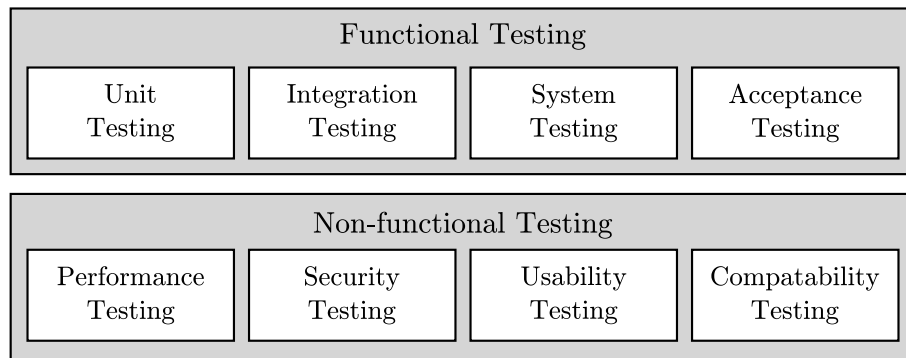 Functional Testing
Unit
Testing
Integration
Testing
System
Testing
Acceptance
Testing
Non-functional Testing
Performance
Testing
Security
Testing
Usability
Testing
Compatability
Testing